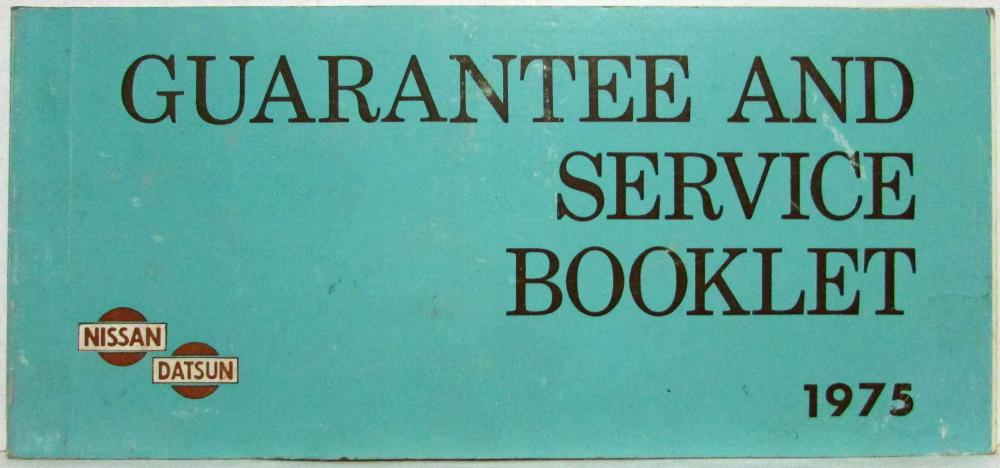 GUARANTEE AND
SERVICE
BOOKLET
NISSAN
DATSUN
1975